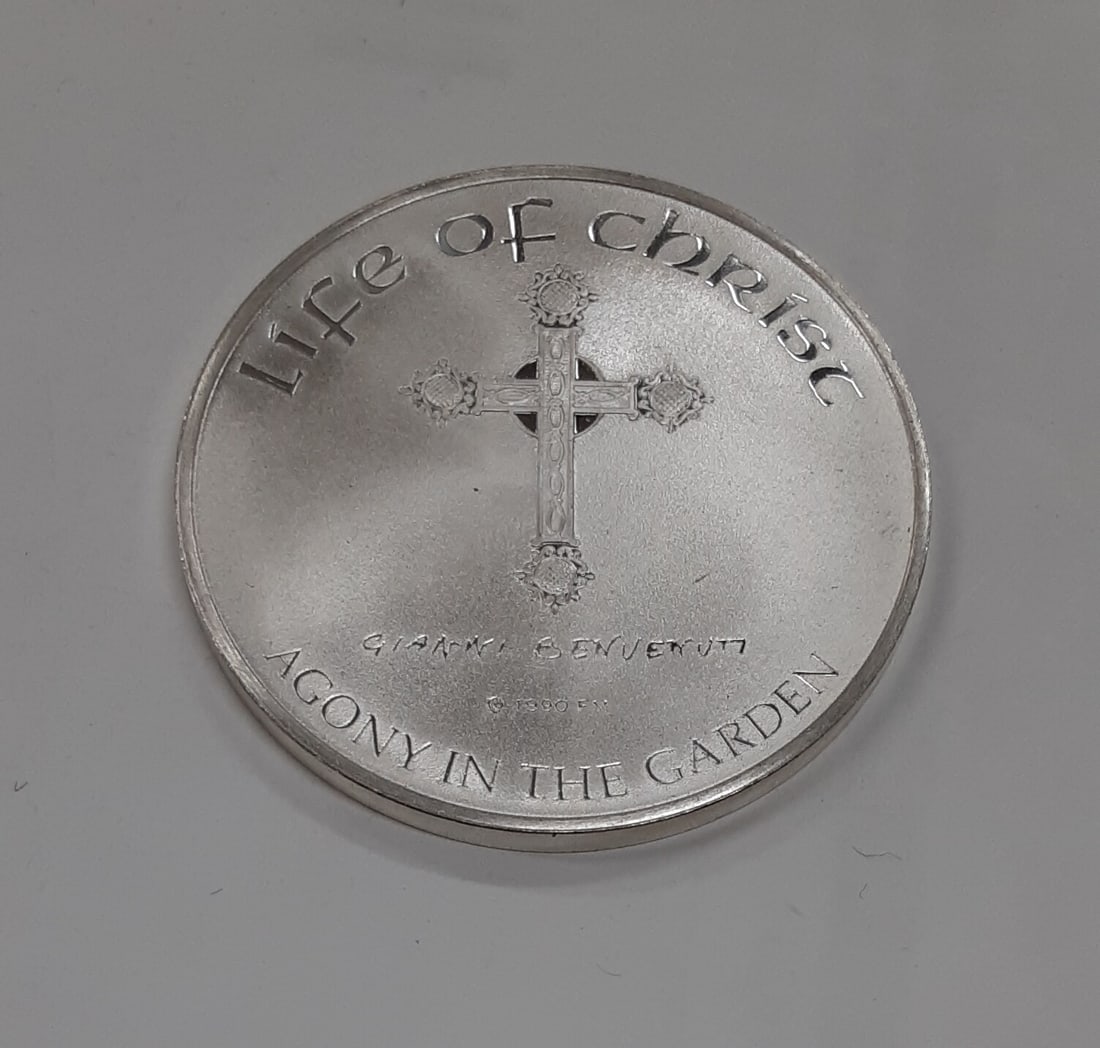 Life of Christ
GIANNI BENVENUTI
© 1990 FM
AGONY IN THE GARDEN